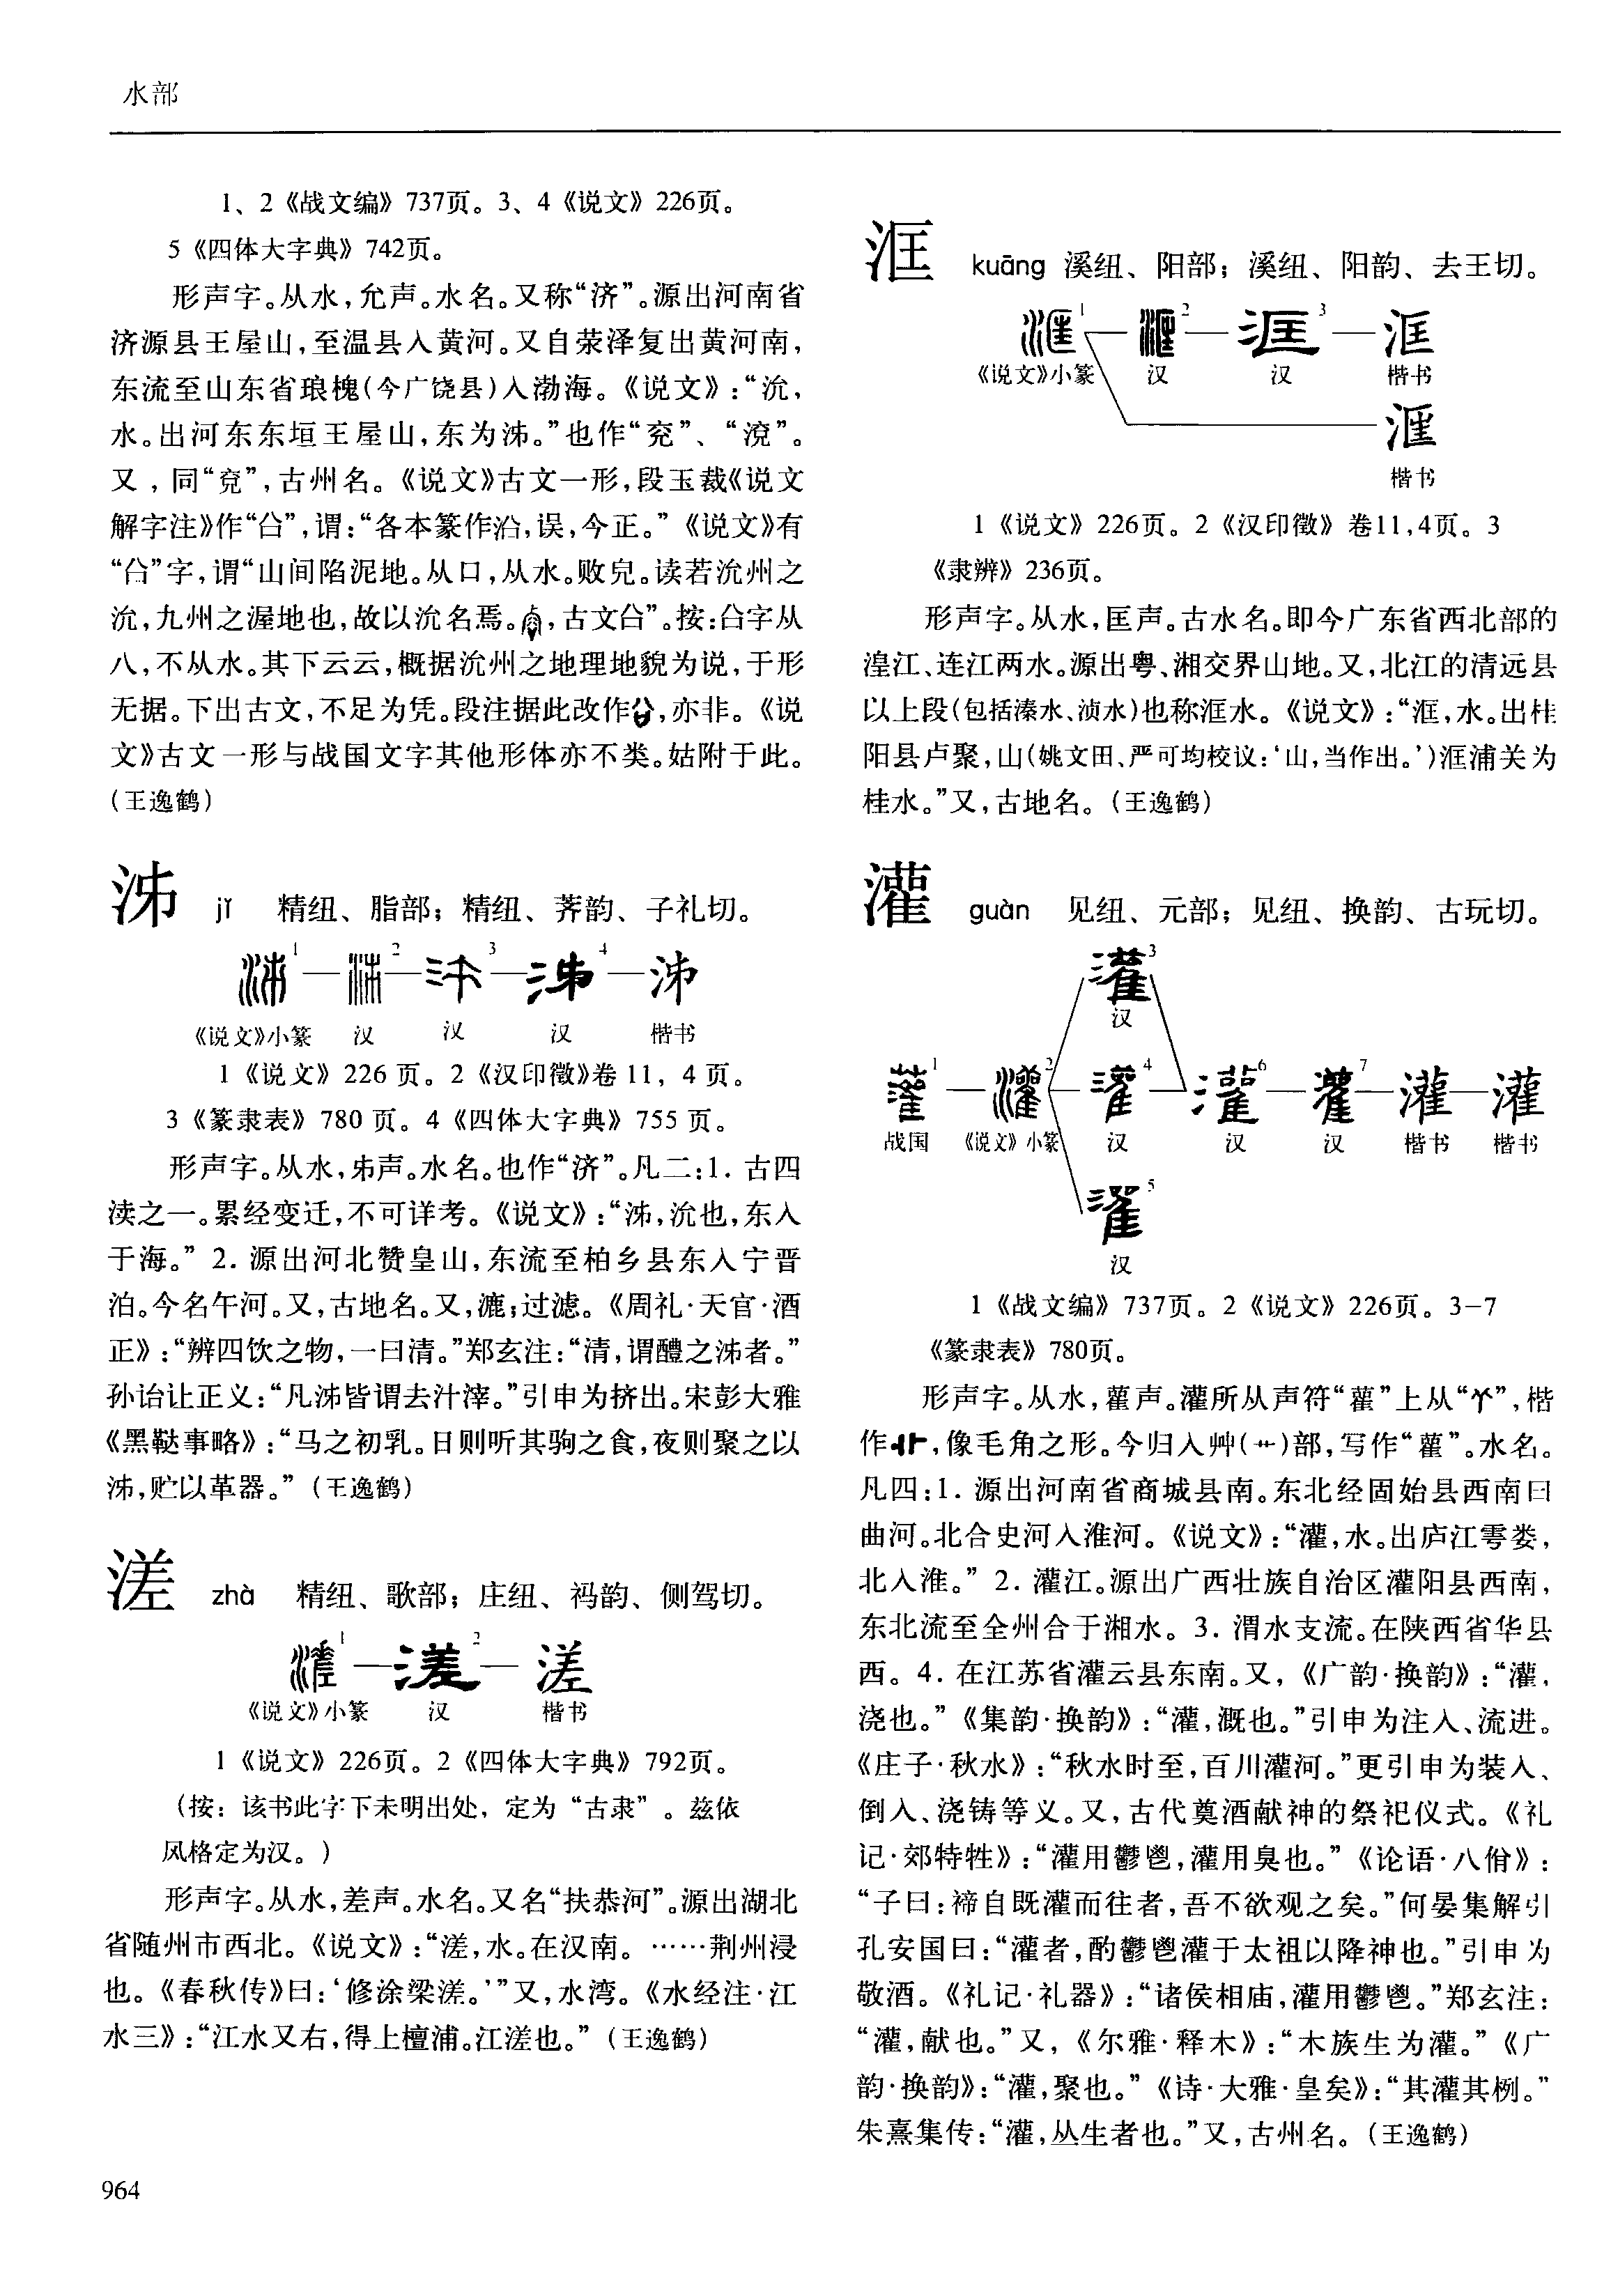 水部
1、2《战文编》737页。3、4《说文》226页。
5《四体大字典》742页。
形声字。从水,允声。水名。又称“济”。源出河南省
济源县王屋山,至温县入黄河。又自荥泽复出黄河南,
东流至山东省琅槐(今广饶县)入渤海。《说文》:“沇,
水。出河东东垣王屋山,东为泲。”也作“兖”、“渷”。
又,同“兖”,古州名。《说文》古文一形,段玉裁《说文
解字注》作“㕣”,谓:“各本篆作沿,误,今正。”《说文》有
“㕣”字,谓“山间陷泥地。从口,从水。败皃。读若沇州之
沇,九州之渥地也,故以沇名焉。,古文㕣”。按:㕣字从
八,不从水。其下云云,概据沇州之地理地貌为说,于形
无据。下出古文,不足为凭。段注据此改作,亦非。《说
文》古文一形与战国文字其他形体亦不类。姑附于此。
(王逸鹤)
泲 jǐ 精纽、脂部;精纽、荠韵、子礼切。
1 2 3 4 泲
《说文》小篆 汉 汉 汉 楷书
1《说文》226页。2《汉印徵》卷11,4页。
3《篆隶表》780页。4《四体大字典》755页。
形声字。从水,𠂔声。水名。也作“济”。凡二:1. 古四
渎之一。累经变迁,不可详考。《说文》:“泲,沇也,东入
于海。”2. 源出河北赞皇山,东流至柏乡县东入宁晋
泊。今名午河。又,古地名。又,漉;过滤。《周礼·天官·酒
正》:“辨四饮之物,一曰清。”郑玄注:“清,谓醴之泲者。”
孙诒让正义:“凡泲皆谓去汁滓。”引申为挤出。宋彭大雅
《黑鞑事略》:“马之初乳。日则听其驹之食,夜则聚之以
泲,贮以革器。”(王逸鹤)
溠 zhà 精纽、歌部;庄纽、祃韵、侧驾切。
1 2 溠
《说文》小篆 汉 楷书
1《说文》226页。2《四体大字典》792页。
(按:该书此字下未明出处,定为“古隶”。兹依
风格定为汉。)
形声字。从水,差声。水名。又名“扶恭河”。源出湖北
省随州市西北。《说文》:“溠,水。在汉南。……荆州浸
也。《春秋传》曰:‘修涂梁溠。’”又,水湾。《水经注·江
水三》:“江水又右,得上檀浦。江溠也。”(王逸鹤)
964
洭 kuāng 溪纽、阳部;溪纽、阳韵、去王切。
1 2 3 洭
《说文》小篆 汉 汉 楷书
楷书
1《说文》226页。2《汉印徵》卷11,4页。3
《隶辨》236页。
形声字。从水,匡声。古水名。即今广东省西北部的
湟江、连江两水。源出粤、湘交界山地。又,北江的清远县
以上段(包括溱水、浈水)也称洭水。《说文》:“洭,水。出桂
阳县卢聚,山(姚文田、严可均校议:‘山,当作出。’)洭浦关为
桂水。”又,古地名。(王逸鹤)
灌 guàn 见纽、元部;见纽、换韵、古玩切。
3
汉
1 2 4 6 7 灌 灌
战国 《说文》小篆 汉 汉 汉 楷书 楷书
5
汉
1《战文编》737页。2《说文》226页。3-7
《篆隶表》780页。
形声字。从水,雚声。灌所从声符“雚”上从“𦫳”,楷
作,像毛角之形。今归入艸(艹)部,写作“雚”。水名。
凡四:1. 源出河南省商城县南。东北经固始县西南曰
曲河。北合史河入淮河。《说文》:“灌,水。出庐江雩娄,
北入淮。”2. 灌江。源出广西壮族自治区灌阳县西南,
东北流至全州合于湘水。3. 渭水支流。在陕西省华县
西。4. 在江苏省灌云县东南。又,《广韵·换韵》:“灌,
浇也。”《集韵·换韵》:“灌,溉也。”引申为注入、流进。
《庄子·秋水》:“秋水时至,百川灌河。”更引申为装入、
倒入、浇铸等义。又,古代奠酒献神的祭祀仪式。《礼
记·郊特牲》:“灌用鬱鬯,灌用臭也。”《论语·八佾》:
“子曰:禘自既灌而往者,吾不欲观之矣。”何晏集解引
孔安国曰:“灌者,酌鬱鬯灌于太祖以降神也。”引申为
敬酒。《礼记·礼器》:“诸侯相庙,灌用鬱鬯。”郑玄注:
“灌,献也。”又,《尔雅·释木》:“木族生为灌。”《广
韵·换韵》:“灌,聚也。”《诗·大雅·皇矣》:“其灌其栵。”
朱熹集传:“灌,丛生者也。”又,古州名。(王逸鹤)